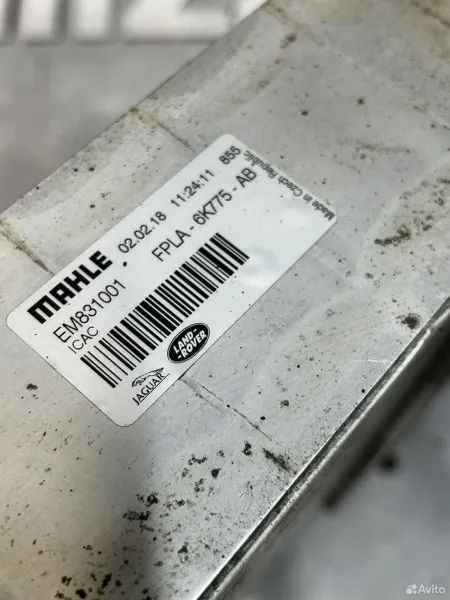 MAHLE 02.02.18 11:24:11 855
EM831001 FPLA - 6K775 - AB
ICAC
Made in Czech Republic
JAGUAR
LAND-
ROVER
Avito